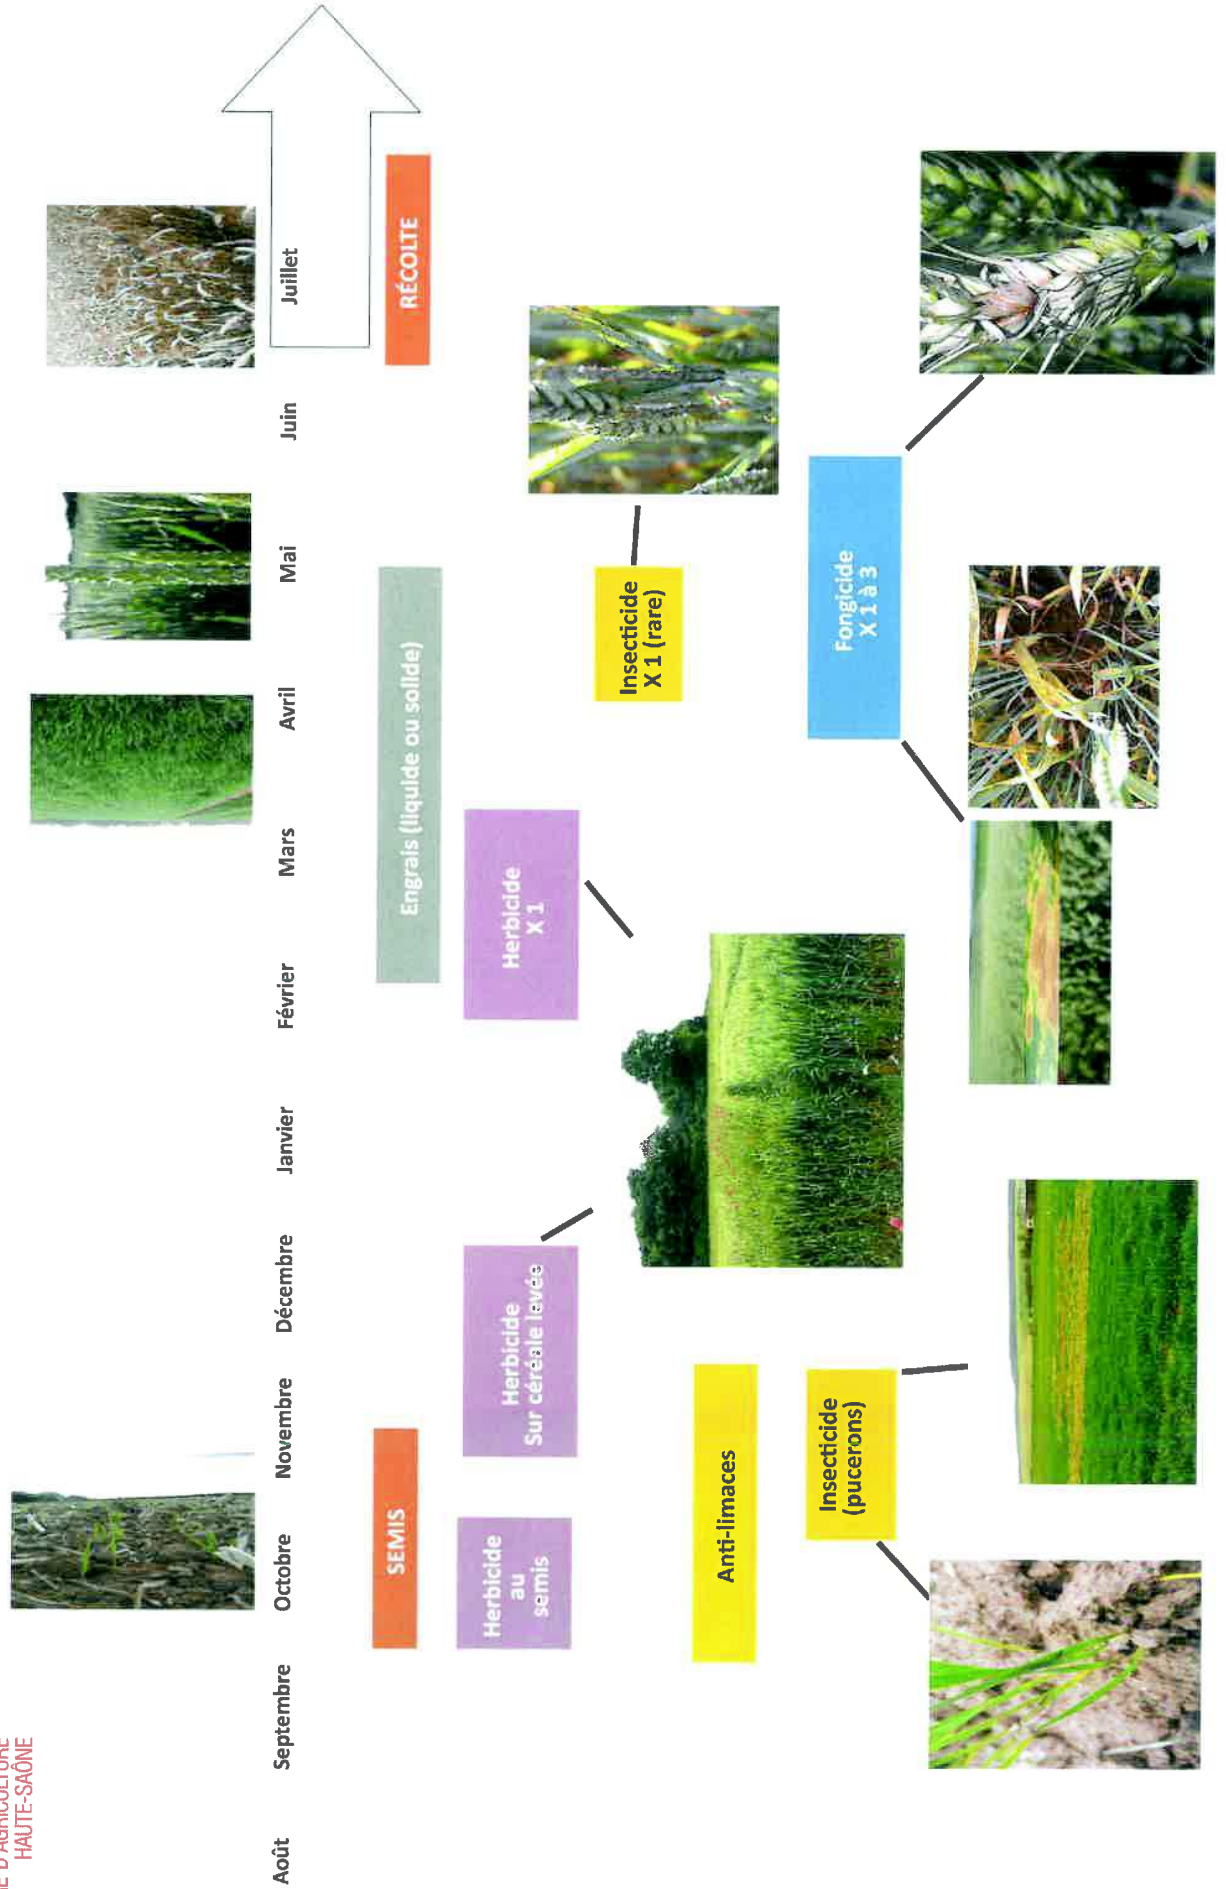 D'AGRICULTURE
HAUTE-SAÔNE
Août
Septembre
Octobre
Novembre
Décembre
Janvier
Février
Mars
Avril
Mai
Juin
Juillet
SEMIS
RÉCOLTE
Engrais (liquide ou solide)
Herbicide
au
semis
Herbicide
Sur céréale levée
Herbicide
X 1
Anti-limaces
Insecticide
X 1 (rare)
Insecticide
(pucerons)
Fongicide
X 1 à 3